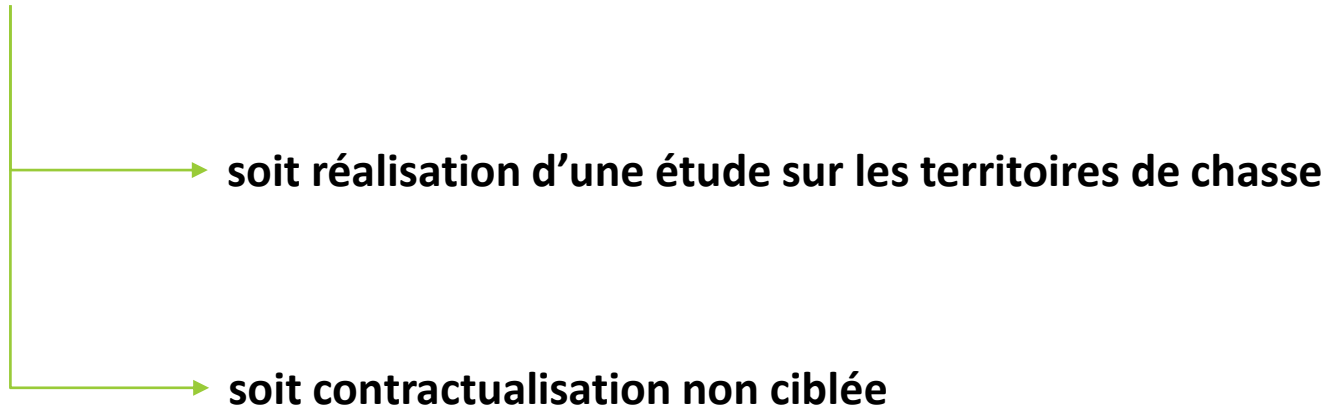 soit réalisation d’une étude sur les territoires de chasse
soit contractualisation non ciblée